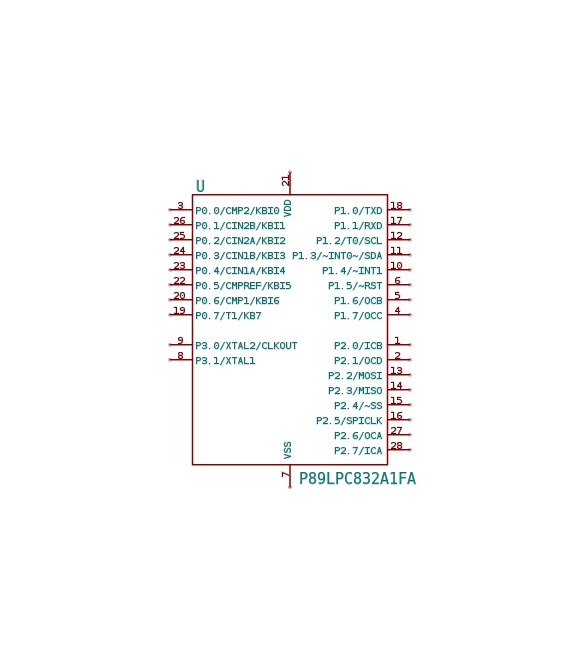 U
21
VDD
3 P0.0/CMP2/KBI0 P1.0/TXD 18
26 P0.1/CIN2B/KBI1 P1.1/RXD 17
25 P0.2/CIN2A/KBI2 P1.2/T0/SCL 12
24 P0.3/CIN1B/KBI3 P1.3/~INT0~/SDA 11
23 P0.4/CIN1A/KBI4 P1.4/~INT1 10
22 P0.5/CMPREF/KBI5 P1.5/~RST 6
20 P0.6/CMP1/KBI6 P1.6/OCB 5
19 P0.7/T1/KB7 P1.7/OCC 4
9 P3.0/XTAL2/CLKOUT P2.0/ICB 1
8 P3.1/XTAL1 P2.1/OCD 2
P2.2/MOSI 13
P2.3/MISO 14
P2.4/~SS 15
P2.5/SPICLK 16
P2.6/OCA 27
P2.7/ICA 28
VSS
7
P89LPC832A1FA